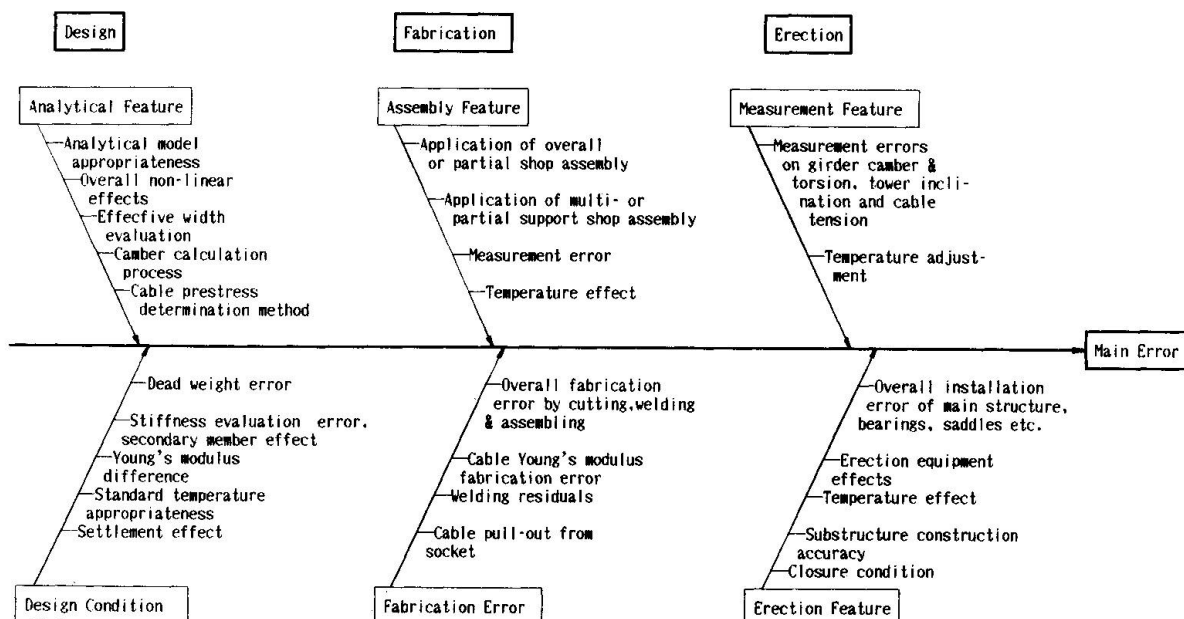 Design
Fabrication
Erection
Analytical Feature
Analytical model
appropriateness
Overall non-linear
effects
Effecfive width
evaluation
Camber calculation
process
Cable prestress
determination method
Assembly Feature
Application of overall
or partial shop assembly
Application of multi- or
partial support shop assembly
Measurement error
Temperature effect
Measurement Feature
Measurement errors
on girder camber &
torsion, tower incli-
nation and cable
tension
Temperature adjust-
ment
Main Error
Dead weight error
Stiffness evaluation error,
secondary member effect
Young's modulus
difference
Standard temperature
appropriateness
Settlement effect
Design Condition
Overall fabrication
error by cutting,welding
& assembling
Cable Young's modulus
fabrication error
Welding residuals
Cable pull-out from
socket
Fabrication Error
Overall installation
error of main structure,
bearings, saddles etc.
Erection equipment
effects
Temperature effect
Substructure construction
accuracy
Closure condition
Erection Feature